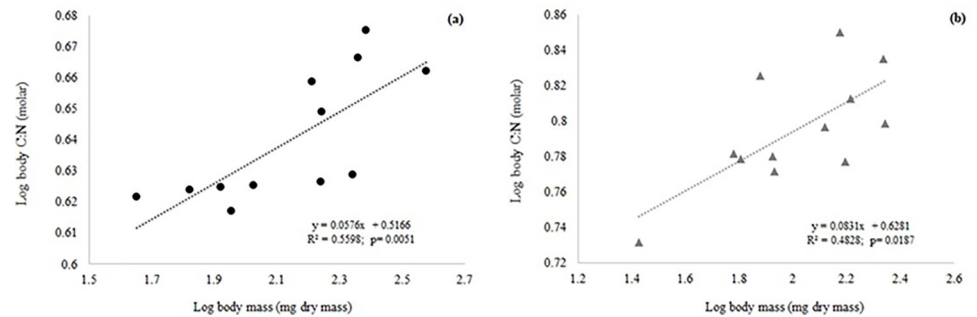 (a)
Log body C:N (molar)
0.68
0.67
0.66
0.65
0.64
0.63
0.62
0.61
0.6
y = 0.0576x + 0.5166
R² = 0.5598; p= 0.0051
1.5 1.7 1.9 2.1 2.3 2.5 2.7
Log body mass (mg dry mass)
(b)
Log body C:N (molar)
0.86
0.84
0.82
0.8
0.78
0.76
0.74
0.72
y = 0.0831x + 0.6281
R² = 0.4828; p= 0.0187
1.2 1.4 1.6 1.8 2 2.2 2.4 2.6
Log body mass (mg dry mass)